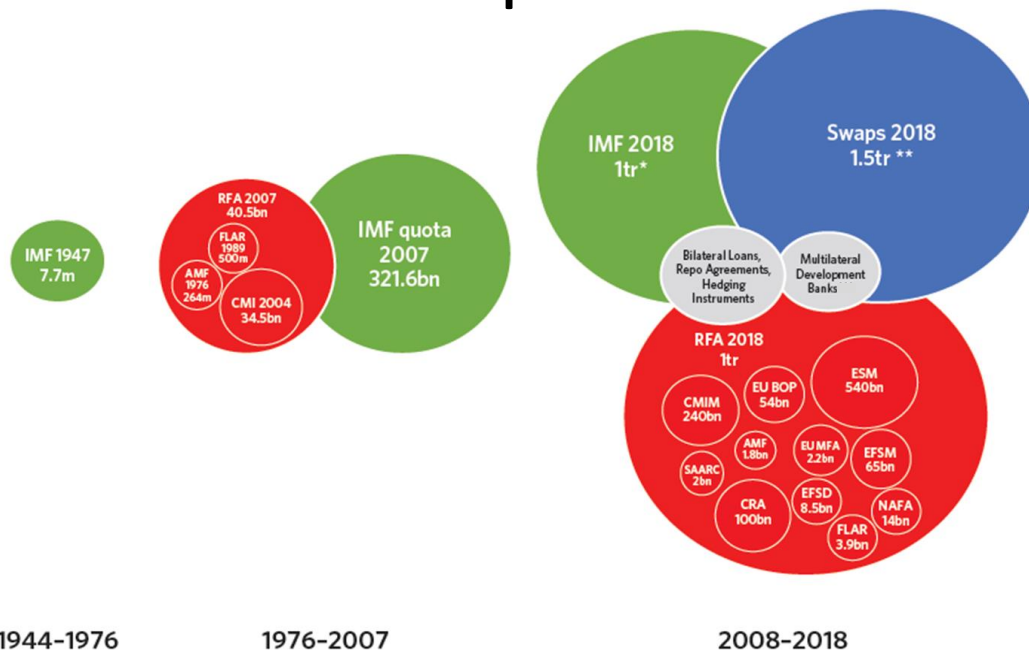 IMF 1947
7.7m
RFA 2007
40.5bn
FLAR
1989
500m
AMF
1976
264m
CMI 2004
34.5bn
IMF quota
2007
321.6bn
IMF 2018
1tr*
Swaps 2018
1.5tr **
Bilateral Loans,
Repo Agreements,
Hedging
Instruments
Multilateral
Development
Banks
RFA 2018
1tr
ESM
540bn
EU BOP
54bn
CMIM
240bn
AMF
1.8bn
EU MFA
2.2bn
EFSM
65bn
SAARC
2bn
CRA
100bn
EFSD
8.5bn
NAFA
14bn
FLAR
3.9bn
1944–1976
1976–2007
2008–2018